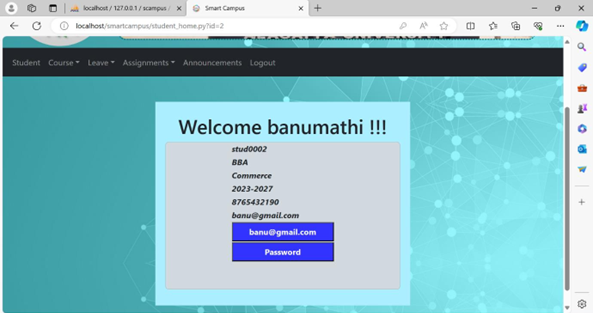 localhost / 127.0.0.1 / scampus /
Smart Campus
localhost/smartcampus/student_home.py?id=2
Student Course Leave Assignments Announcements Logout
Welcome banumathi !!!
stud0002
BBA
Commerce
2023-2027
8765432190
banu@gmail.com
banu@gmail.com
Password